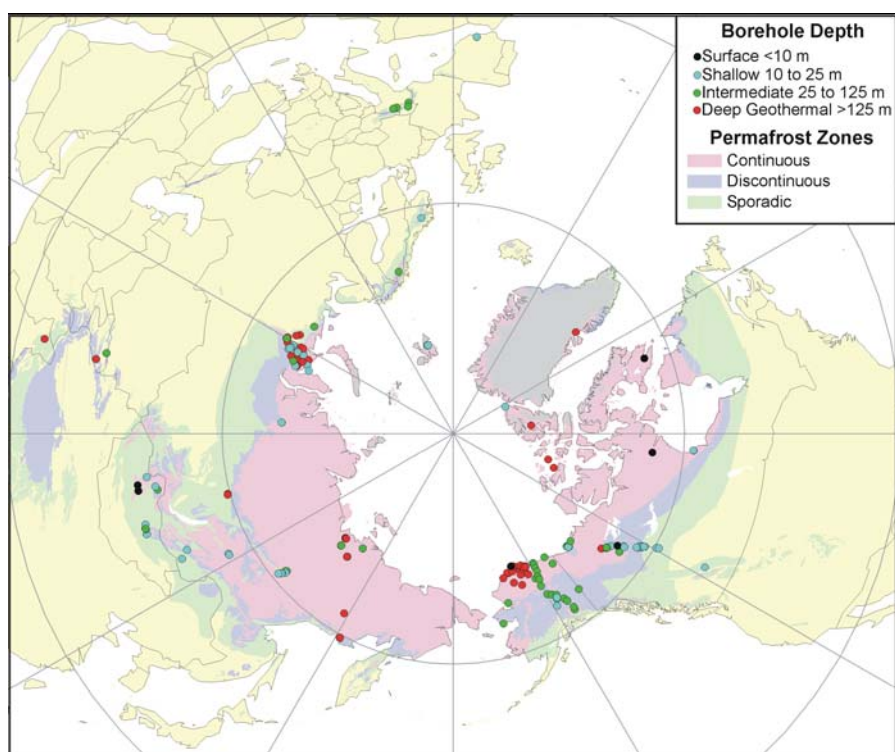 Borehole Depth
Surface <10 m
Shallow 10 to 25 m
Intermediate 25 to 125 m
Deep Geothermal >125 m
Permafrost Zones
Continuous
Discontinuous
Sporadic